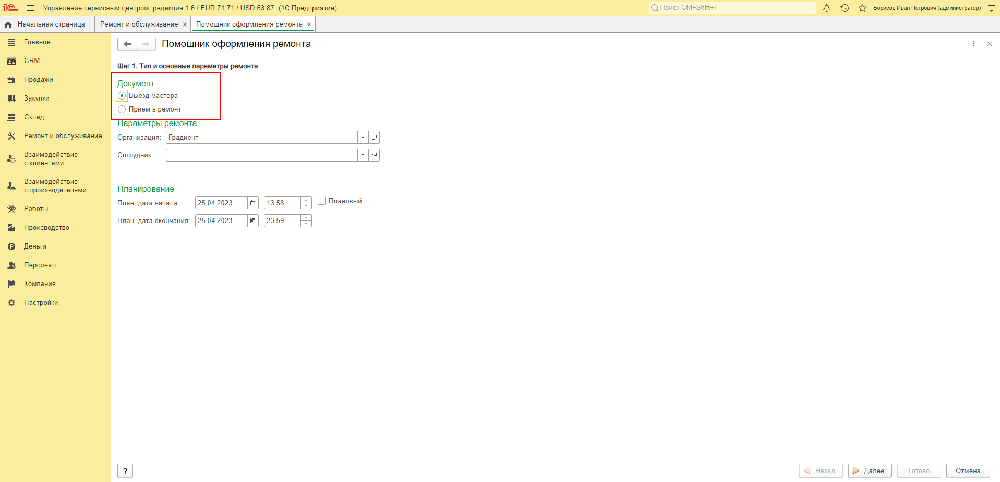 1С Управление сервисным центром, редакция 1.6 / EUR 71,71 / USD 63,87 (1С:Предприятие) Поиск Ctrl+Shift+F Борисов Иван Петрович (администратор)
Начальная страница Ремонт и обслуживание × Помощник оформления ремонта ×
Главное
CRM
Продажи
Закупки
Склад
Ремонт и обслуживание
Взаимодействие
с клиентами
Взаимодействие
с производителями
Работы
Производство
Деньги
Персонал
Компания
Настройки
Помощник оформления ремонта
Шаг 1. Тип и основные параметры ремонта
Документ
Выезд мастера
Прием в ремонт
Параметры ремонта
Организация: Градиент
Сотрудник:
Планирование
План. дата начала: 25.04.2023 13:58 Плановый
План. дата окончания: 25.04.2023 23:59
? Назад Далее Готово Отмена